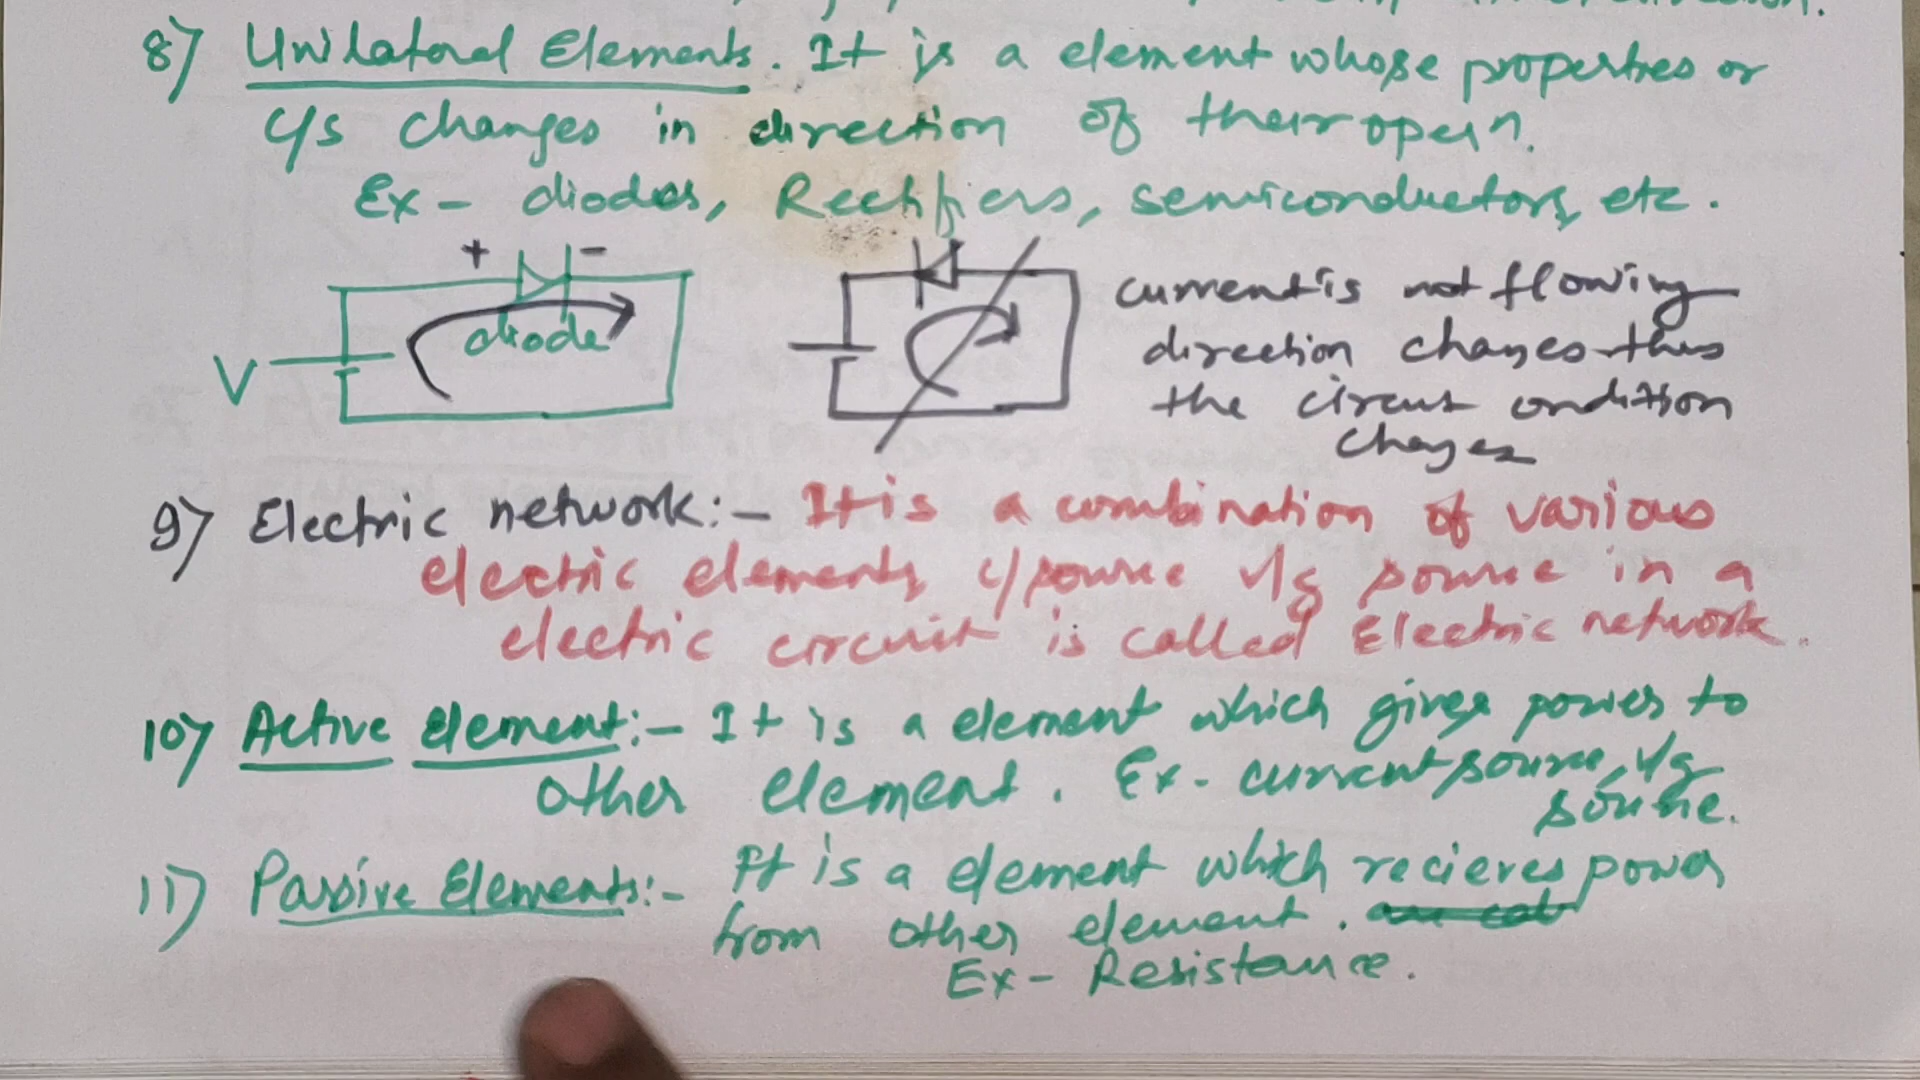 8) Unilateral Elements. It is a element whose properties or
c/s changes in direction of their oper^n.
Ex - diodes, Rectifiers, semiconductors, etc.
+ -
diode
V
current is not flowing
direction changes thus
the circuit condition
changes
9) Electric network:- It is a combination of various
electric elements c/source v/g source in a
electric circuit is called Electric network.
10) Active element:- It is a element which gives power to
other element. Ex- current source, v/g
source.
11) Passive Elements:- It is a element which recieves power
from other element.
Ex- Resistance.